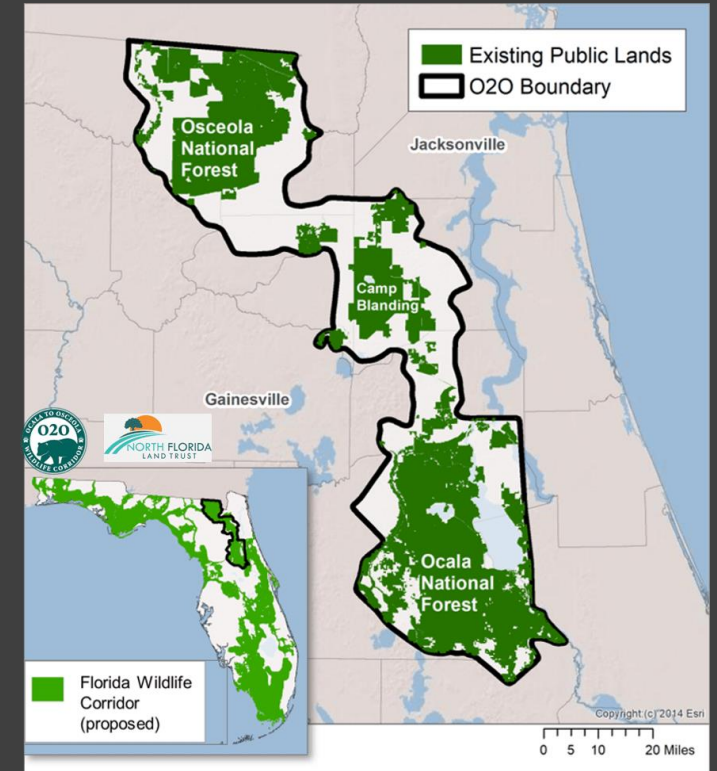 Existing Public Lands
O2O Boundary
Osceola
National
Forest
Jacksonville
Camp
Blanding
Gainesville
OCALA TO OSCEOLA
O2O
WILDLIFE CORRIDOR
NORTH FLORIDA
LAND TRUST
Ocala
National
Forest
Florida Wildlife
Corridor
(proposed)
Copyright:(c) 2014 Esri
0 5 10 20 Miles